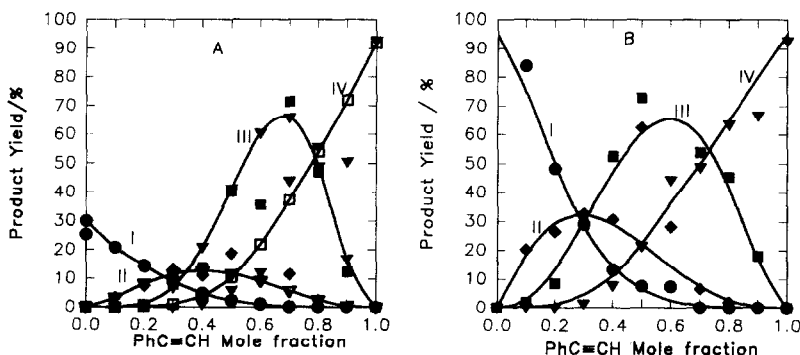 A
B
100
90
80
70
60
50
40
30
20
10
0
Product Yield/%
I
II
III
IV
0.0 0.2 0.4 0.6 0.8 1.0
PhC≡CH Mole fraction
100
90
80
70
60
50
40
30
20
10
0
Product Yield / %
I
II
III
IV
0.0 0.2 0.4 0.6 0.8 1.0
PhC≡CH Mole fraction